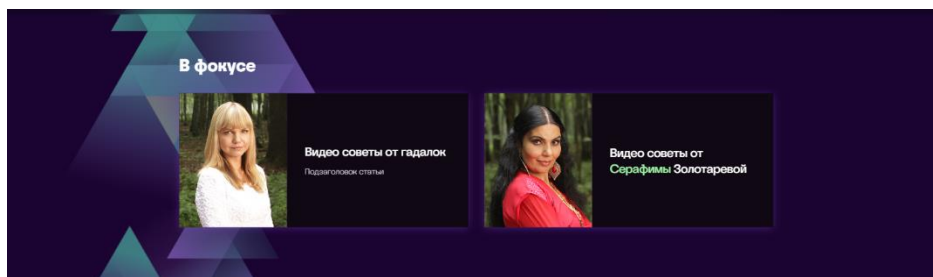 В фокусе
Видео советы от гадалок
Подзаголовок статьи
Видео советы от
Серафимы Золотаревой